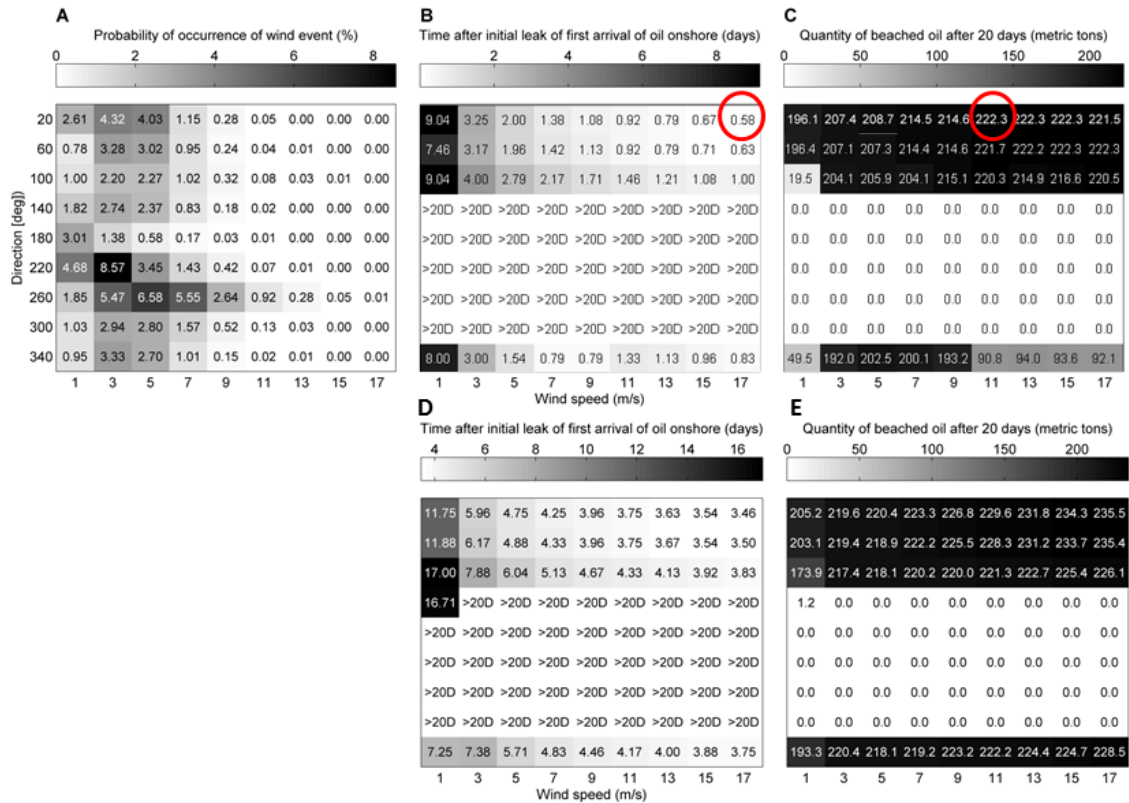 A
Probability of occurrence of wind event (%)
0 2 4 6 8
Direction [deg])
20 2.61 4.32 4.03 1.15 0.28 0.05 0.00 0.00 0.00
60 0.78 3.28 3.02 0.95 0.24 0.04 0.01 0.00 0.00
100 1.00 2.20 2.27 1.02 0.32 0.08 0.03 0.01 0.00
140 1.82 2.74 2.37 0.83 0.18 0.02 0.00 0.00 0.00
180 3.01 1.38 0.58 0.17 0.03 0.01 0.00 0.00 0.00
220 4.68 8.57 3.45 1.43 0.42 0.07 0.01 0.00 0.00
260 1.85 5.47 6.58 5.55 2.64 0.92 0.28 0.05 0.01
300 1.03 2.94 2.80 1.57 0.52 0.13 0.03 0.00 0.00
340 0.95 3.33 2.70 1.01 0.15 0.02 0.01 0.00 0.00
B
Time after initial leak of first arrival of oil onshore (days)
2 4 6 8
9.04 3.25 2.00 1.38 1.08 0.92 0.79 0.67 0.58
7.46 3.17 1.96 1.42 1.13 0.92 0.79 0.71 0.63
9.04 4.00 2.79 2.17 1.71 1.46 1.21 1.08 1.00
>20D >20D >20D >20D >20D >20D >20D >20D >20D
>20D >20D >20D >20D >20D >20D >20D >20D >20D
>20D >20D >20D >20D >20D >20D >20D >20D >20D
>20D >20D >20D >20D >20D >20D >20D >20D >20D
>20D >20D >20D >20D >20D >20D >20D >20D >20D
8.00 3.00 1.54 0.79 0.79 1.33 1.13 0.96 0.83
1 3 5 7 9 11 13 15 17
Wind speed (m/s)
C
Quantity of beached oil after 20 days (metric tons)
0 50 100 150 200
196.1 207.4 208.7 214.5 214.6 222.3 222.3 222.3 221.5
196.4 207.1 207.3 214.4 214.6 221.7 222.2 222.3 222.3
19.5 204.1 205.9 204.1 215.1 220.3 214.9 216.6 220.5
0.0 0.0 0.0 0.0 0.0 0.0 0.0 0.0 0.0
0.0 0.0 0.0 0.0 0.0 0.0 0.0 0.0 0.0
0.0 0.0 0.0 0.0 0.0 0.0 0.0 0.0 0.0
0.0 0.0 0.0 0.0 0.0 0.0 0.0 0.0 0.0
0.0 0.0 0.0 0.0 0.0 0.0 0.0 0.0 0.0
49.5 192.0 202.5 200.1 193.2 90.8 94.0 93.6 92.1
1 3 5 7 9 11 13 15 17
D
Time after initial leak of first arrival of oil onshore (days)
4 6 8 10 12 14 16
11.75 5.96 4.75 4.25 3.96 3.75 3.63 3.54 3.46
11.88 6.17 4.88 4.33 3.96 3.75 3.67 3.54 3.50
17.00 7.88 6.04 5.13 4.67 4.33 4.13 3.92 3.83
16.71 >20D >20D >20D >20D >20D >20D >20D >20D
>20D >20D >20D >20D >20D >20D >20D >20D >20D
>20D >20D >20D >20D >20D >20D >20D >20D >20D
>20D >20D >20D >20D >20D >20D >20D >20D >20D
>20D >20D >20D >20D >20D >20D >20D >20D >20D
7.25 7.38 5.71 4.83 4.46 4.17 4.00 3.88 3.75
1 3 5 7 9 11 13 15 17
Wind speed (m/s)
E
Quantity of beached oil after 20 days (metric tons)
0 50 100 150 200
205.2 219.6 220.4 223.3 226.8 229.6 231.8 234.3 235.5
203.1 219.4 218.9 222.2 225.5 228.3 231.2 233.7 235.4
173.9 217.4 218.1 220.2 220.0 221.3 222.7 225.4 226.1
1.2 0.0 0.0 0.0 0.0 0.0 0.0 0.0 0.0
0.0 0.0 0.0 0.0 0.0 0.0 0.0 0.0 0.0
0.0 0.0 0.0 0.0 0.0 0.0 0.0 0.0 0.0
0.0 0.0 0.0 0.0 0.0 0.0 0.0 0.0 0.0
0.0 0.0 0.0 0.0 0.0 0.0 0.0 0.0 0.0
193.3 220.4 218.1 219.2 223.2 222.2 224.4 224.7 228.5
1 3 5 7 9 11 13 15 17